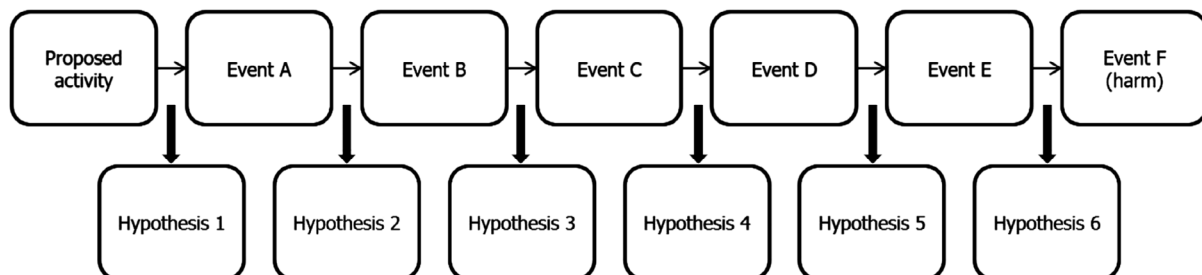 Proposed
activity
Event A
Event B
Event C
Event D
Event E
Event F
(harm)
Hypothesis 1
Hypothesis 2
Hypothesis 3
Hypothesis 4
Hypothesis 5
Hypothesis 6